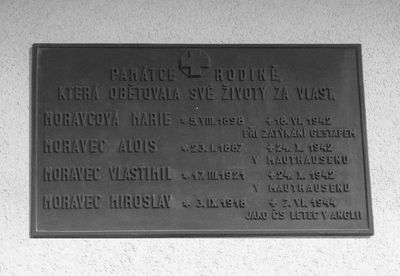 PAMÁTCE RODINĚ,
KTERÁ OBĚTOVALA SVÉ ŽIVOTY ZA VLAST.
MORAVCOVÁ MARIE * 5. VIII. 1898 + 16. VI. 1942
PŘI ZATÝKÁNÍ GESTAPEM
MORAVEC ALOIS * 23. I. 1887 + 24. X. 1942
V MAUTHAUSENU
MORAVEC VLASTIMIL * 17. III. 1921 + 24. X. 1942
V MAUTHAUSENU
MORAVEC MIROSLAV * 3. IX. 1918 + 7. VI. 1944
JAKO ČS LETEC V ANGLII